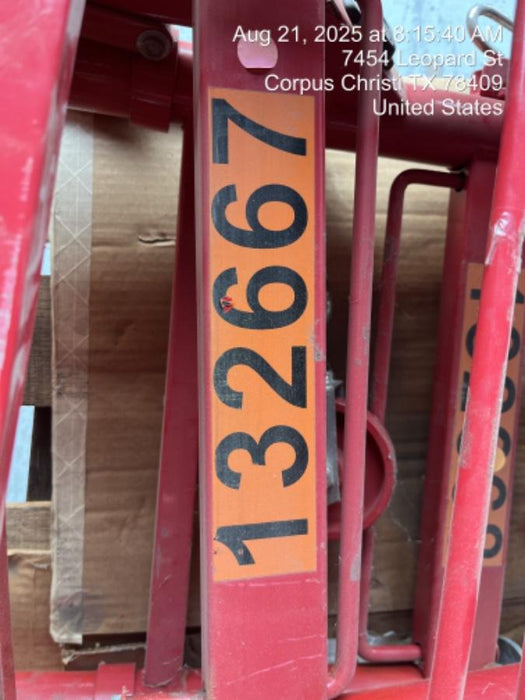 Aug 21, 2025 at 8:15:40 AM
7454 Leopard St
Corpus Christi TX 78409
United States
132667